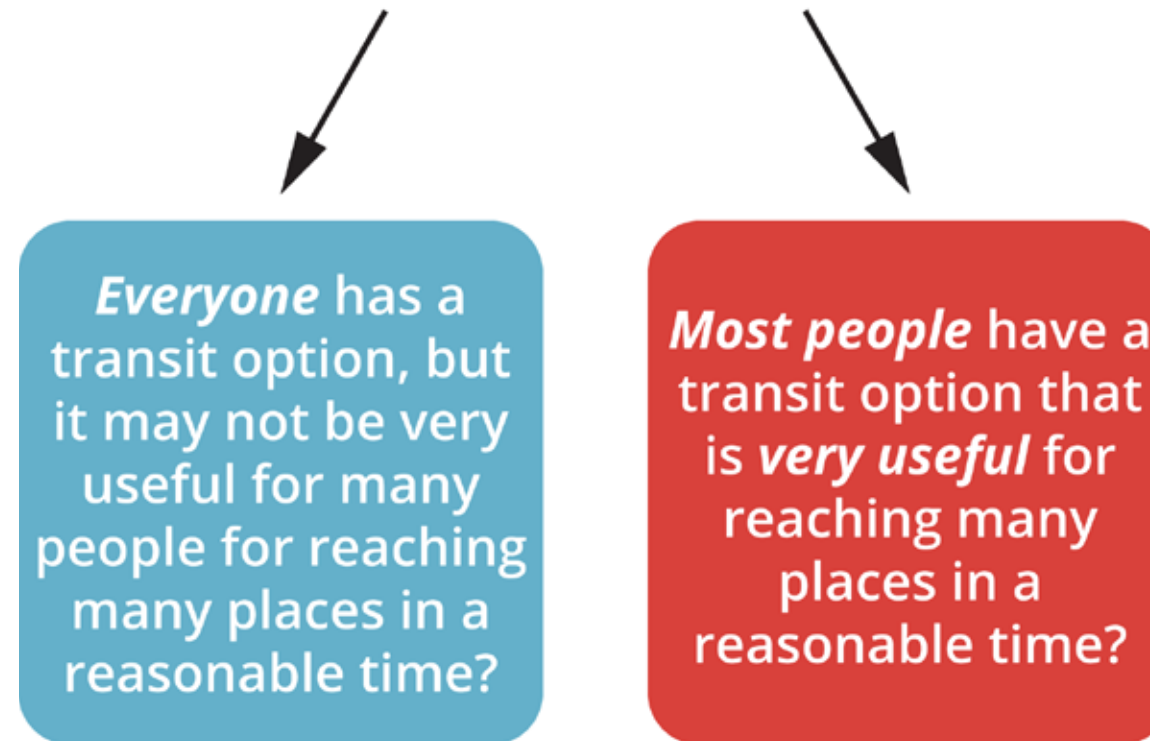 Everyone has a
transit option, but
it may not be very
useful for many
people for reaching
many places in a
reasonable time?
Most people have a
transit option that
is very useful for
reaching many
places in a
reasonable time?